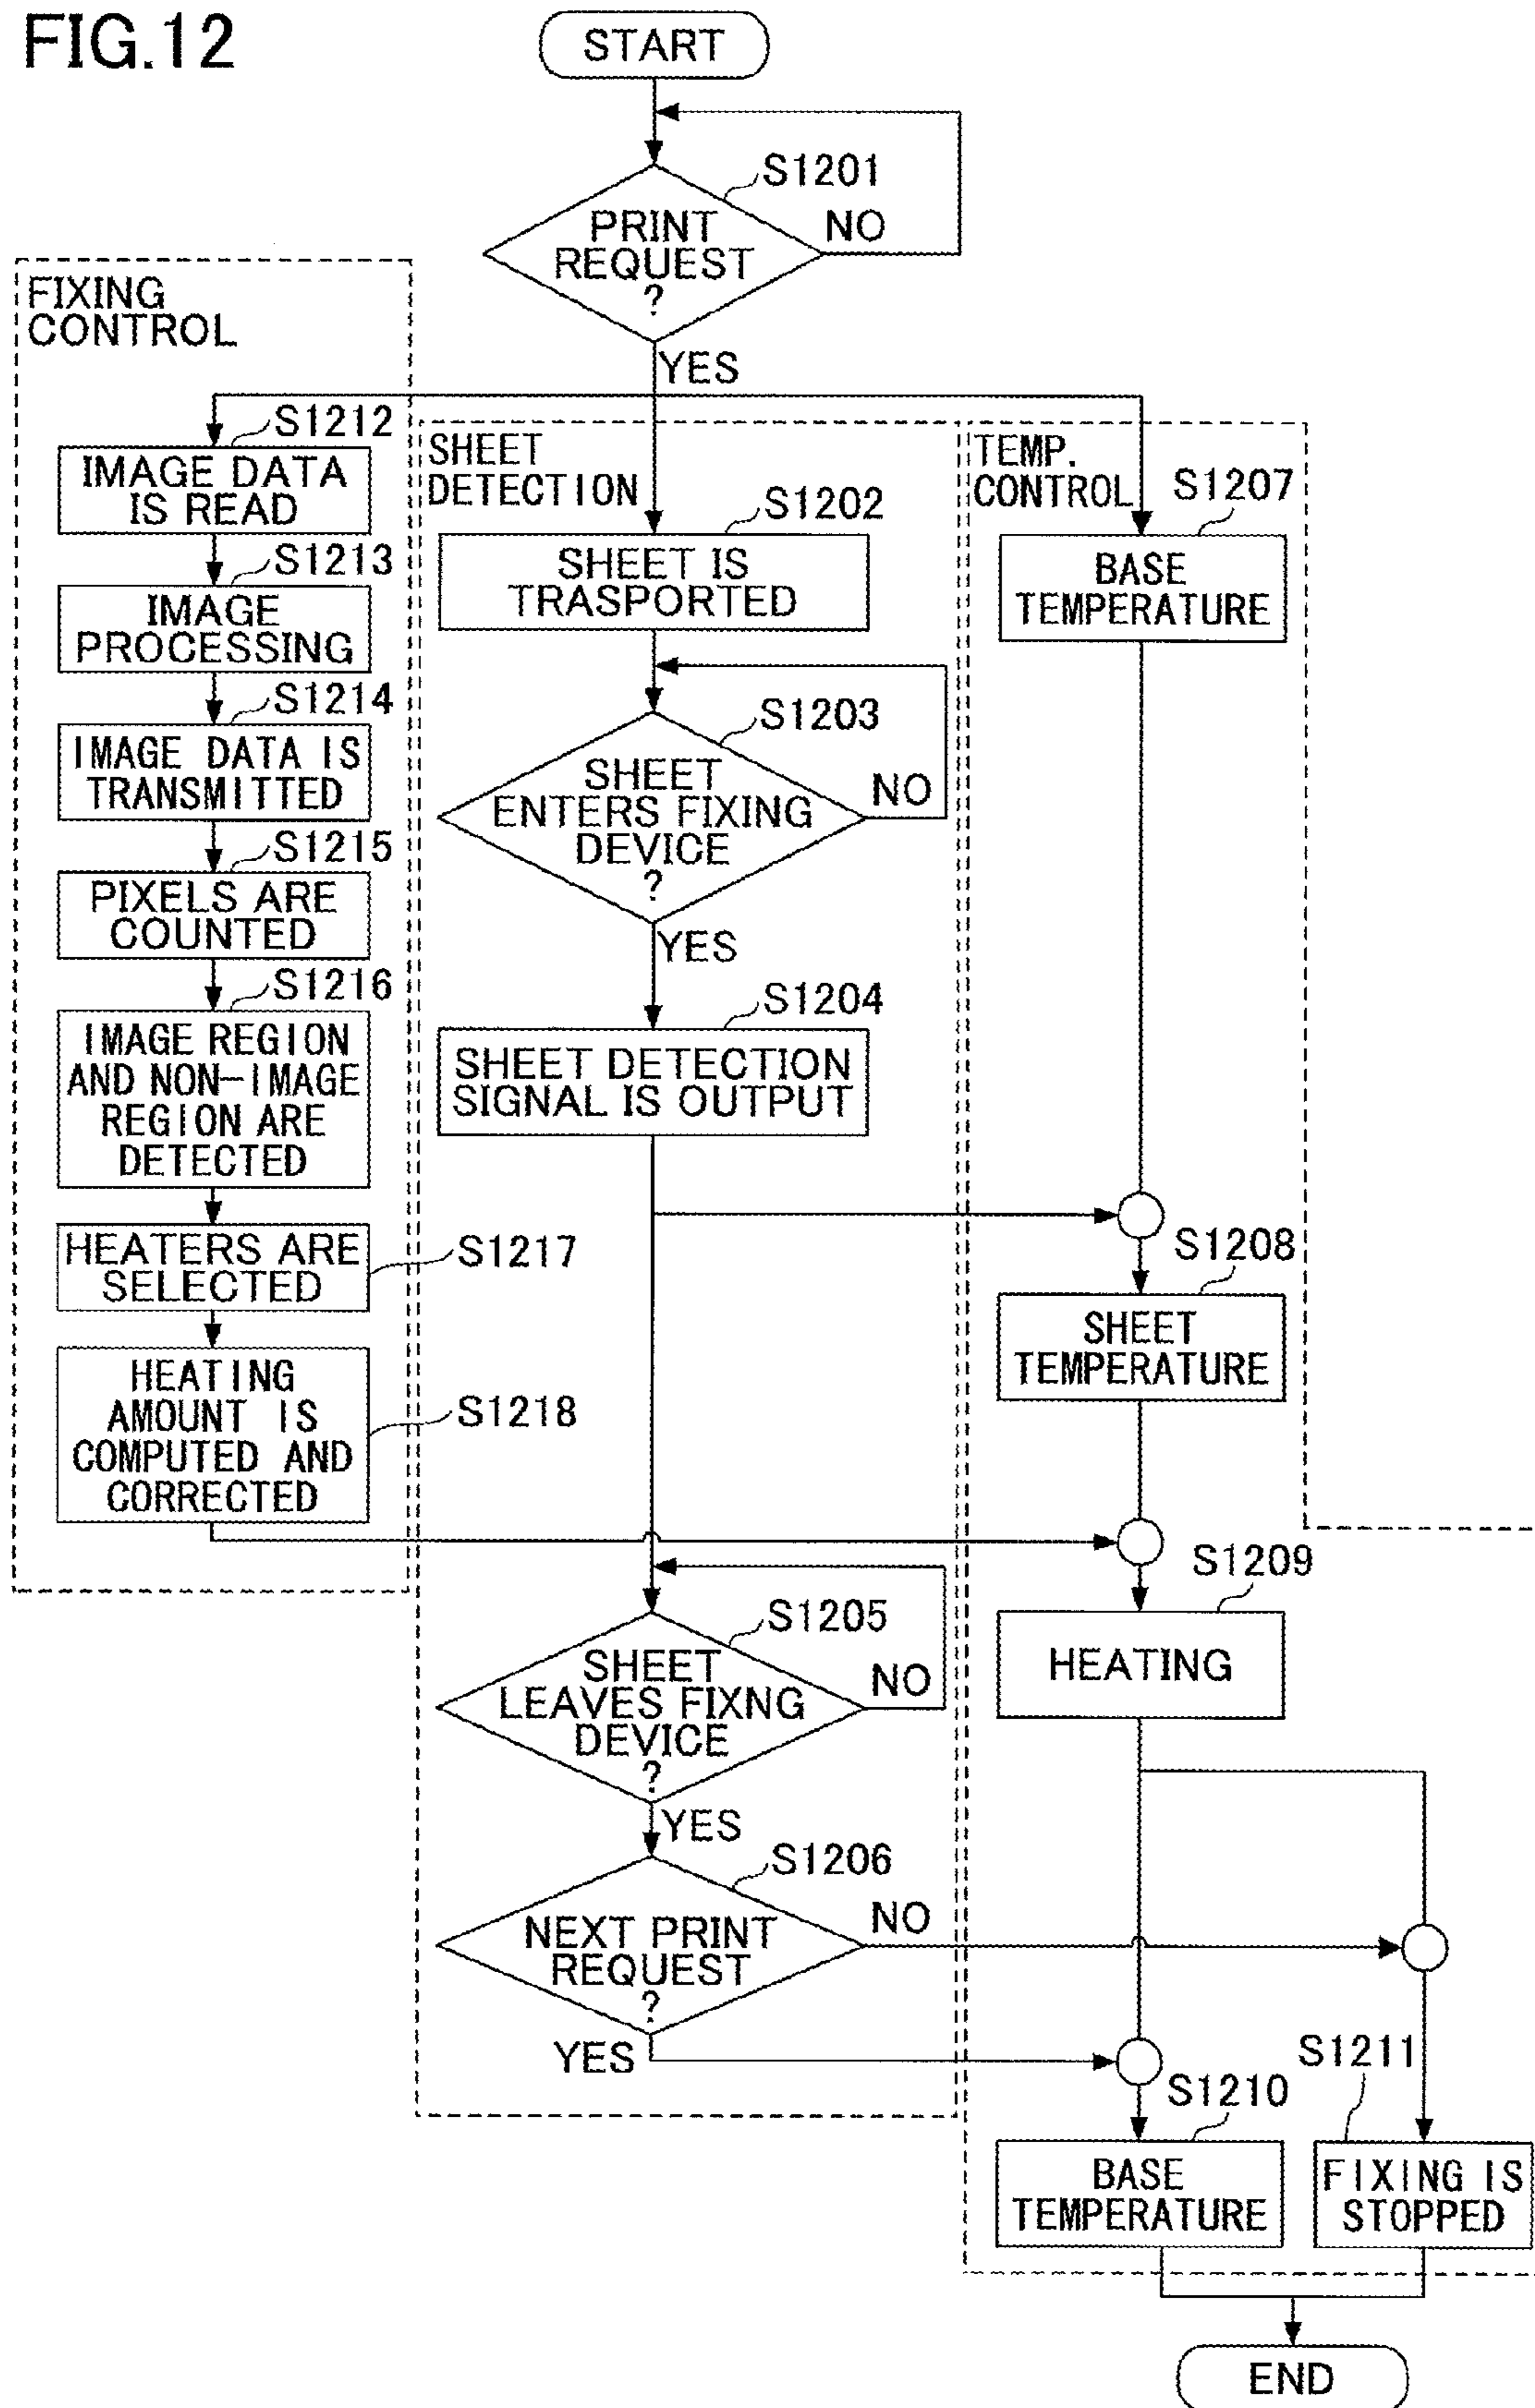 FIG.12
START
S1201
PRINT
REQUEST
?
NO
YES
FIXING
CONTROL
S1212
IMAGE DATA
IS READ
S1213
IMAGE
PROCESSING
S1214
IMAGE DATA IS
TRANSMITTED
S1215
PIXELS ARE
COUNTED
S1216
IMAGE REGION
AND NON-IMAGE
REGION ARE
DETECTED
HEATERS ARE
SELECTED
S1217
HEATING
AMOUNT IS
COMPUTED AND
CORRECTED
S1218
SHEET
DETECTION
S1202
SHEET IS
TRASPORTED
S1203
SHEET
ENTERS FIXING
DEVICE
?
NO
YES
S1204
SHEET DETECTION
SIGNAL IS OUTPUT
S1205
SHEET
LEAVES FIXNG
DEVICE
?
NO
YES
S1206
NEXT PRINT
REQUEST
?
NO
YES
TEMP.
CONTROL
S1207
BASE
TEMPERATURE
S1208
SHEET
TEMPERATURE
S1209
HEATING
S1210
BASE
TEMPERATURE
S1211
FIXING IS
STOPPED
END